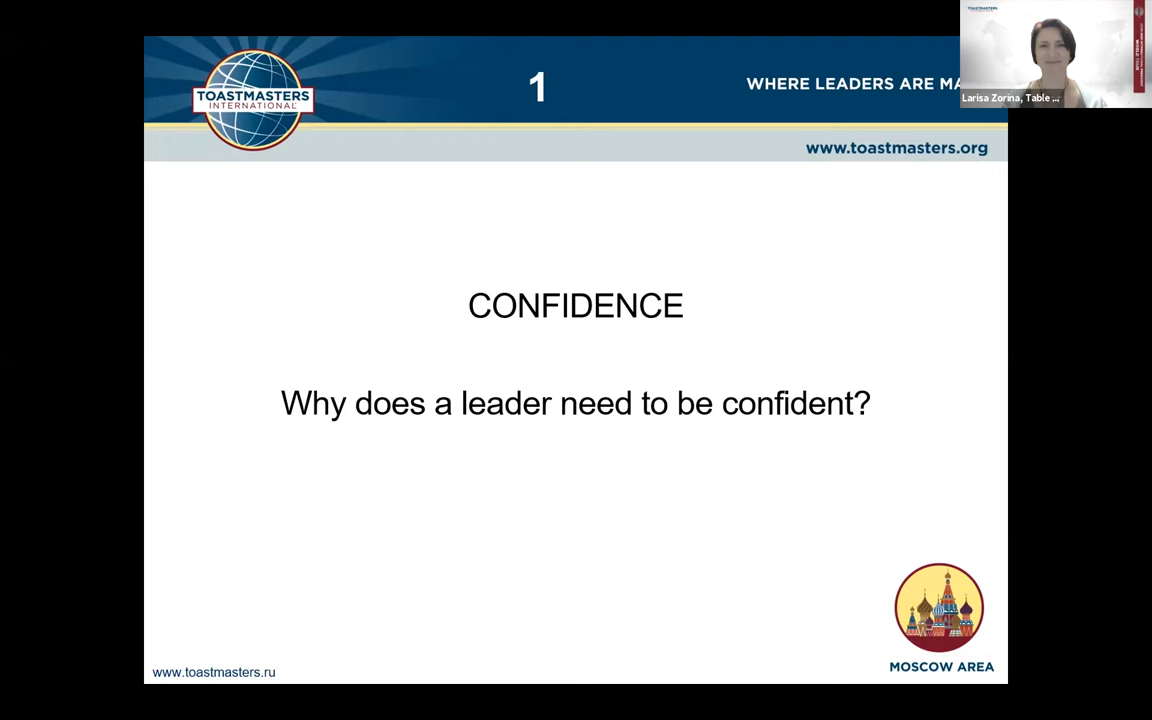 TOASTMASTERS
INTERNATIONAL
1
WHERE LEADERS ARE MA
TOASTMASTERS
Larisa Zorina, Table ...
www.toastmasters.org
CONFIDENCE
Why does a leader need to be confident?
MOSCOW AREA
www.toastmasters.ru